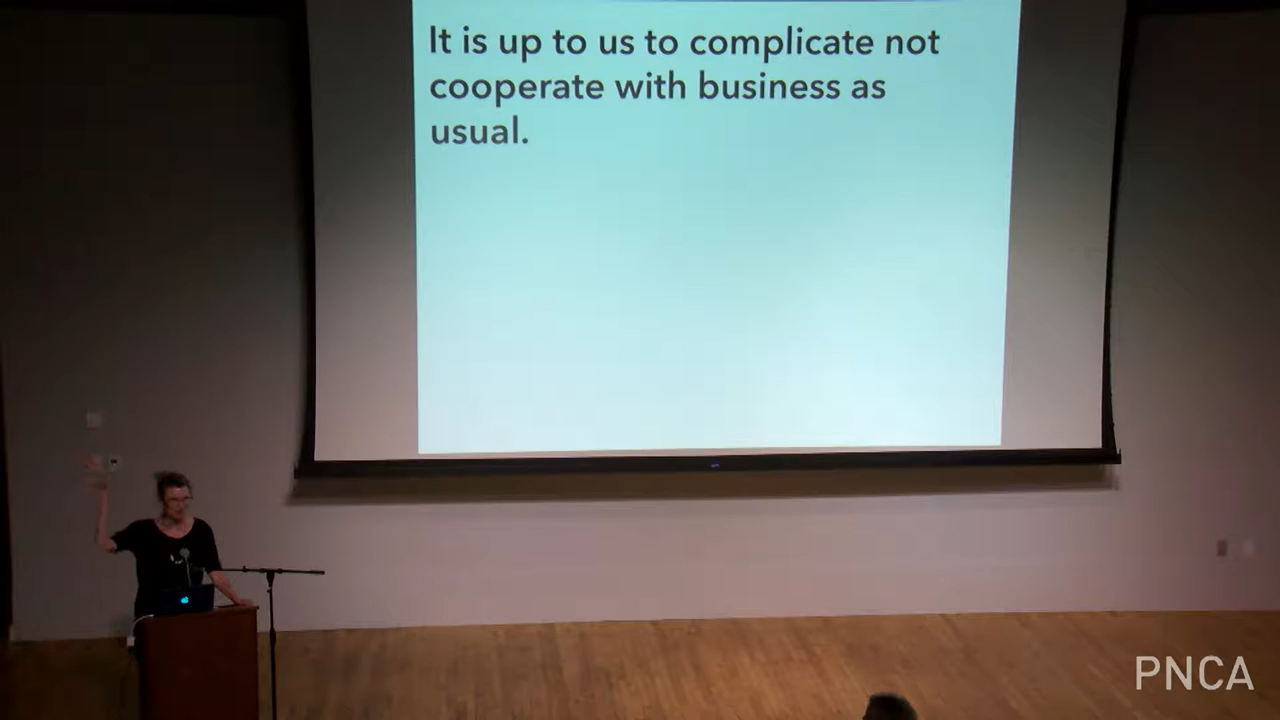 It is up to us to complicate not
cooperate with business as
usual.
PNCA